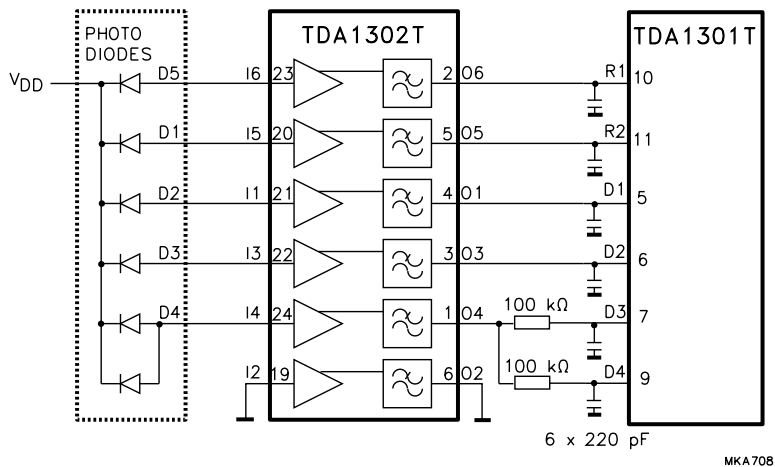 PHOTO
DIODES
TDA1302T
TDA1301T
VDD
D5 I6 23 2 O6 R1 10
D1 I5 20 5 O5 R2 11
D2 I1 21 4 O1 D1 5
D3 I3 22 3 O3 D2 6
D4 I4 24 1 O4 100 kΩ D3 7
I2 19 6 O2 100 kΩ D4 9
6 x 220 pF
MKA708